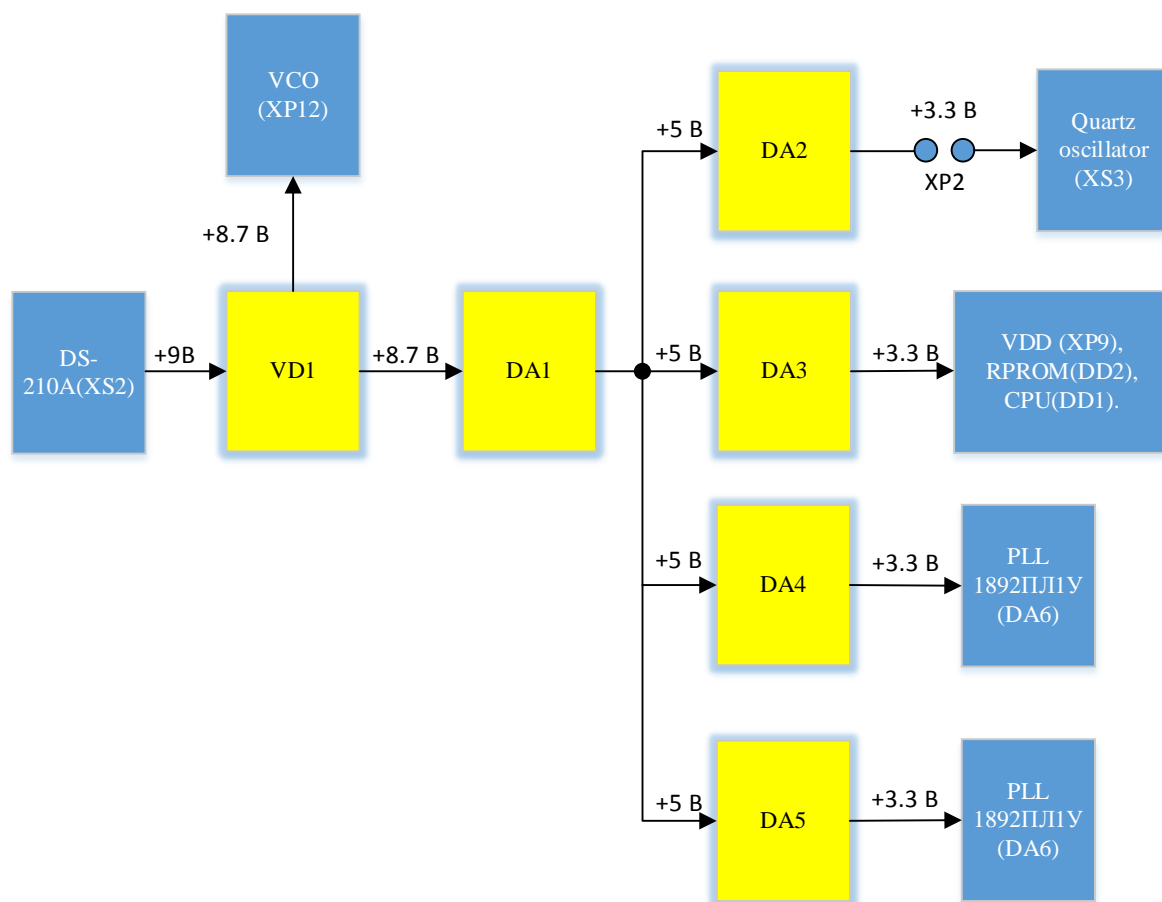 VCO
(XP12)
+8.7 В
DS-
210A(XS2)
+9В
VD1
+8.7 В
DA1
+5 В
DA2
+3.3 В
XP2
Quartz
oscillator
(XS3)
+5 В
DA3
+3.3 В
VDD (XP9),
RPROM(DD2),
CPU(DD1).
+5 В
DA4
+3.3 В
PLL
1892ПЛ1У
(DA6)
+5 В
DA5
+3.3 В
PLL
1892ПЛ1У
(DA6)